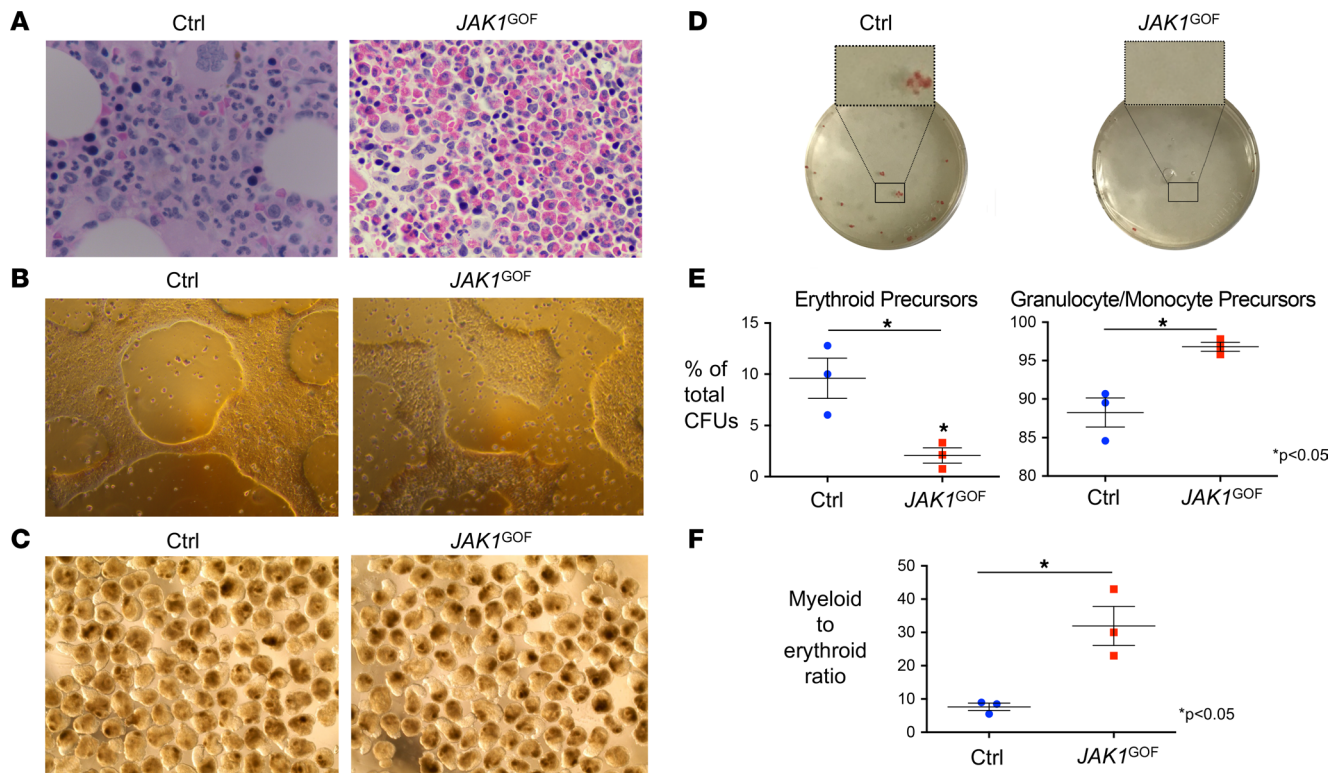 A
Ctrl
JAK1GOF
B
Ctrl
JAK1GOF
C
Ctrl
JAK1GOF
D
Ctrl
JAK1GOF
E
Erythroid Precursors
% of
total
CFUs
15
10
5
0
*
*
Ctrl
JAK1GOF
Granulocyte/Monocyte Precursors
100
95
90
85
80
*
*p<0.05
Ctrl
JAK1GOF
F
Myeloid
to
erythroid
ratio
50
40
30
20
10
0
*
*p<0.05
Ctrl
JAK1GOF